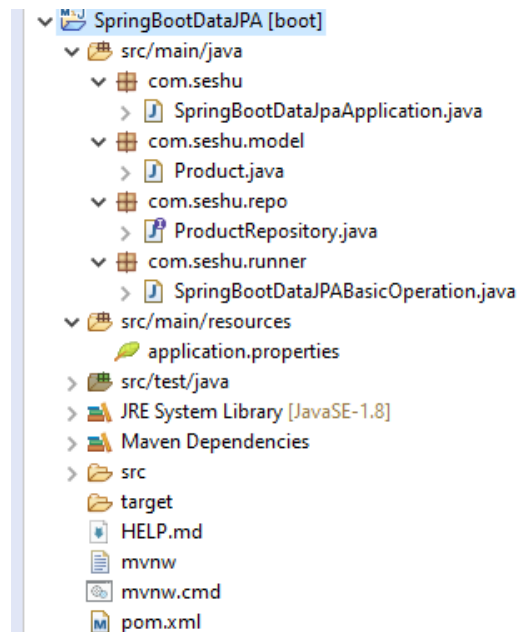 SpringBootDataJPA [boot]
src/main/java
com.seshu
SpringBootDataJpaApplication.java
com.seshu.model
Product.java
com.seshu.repo
ProductRepository.java
com.seshu.runner
SpringBootDataJPABasicOperation.java
src/main/resources
application.properties
src/test/java
JRE System Library [JavaSE-1.8]
Maven Dependencies
src
target
HELP.md
mvnw
mvnw.cmd
pom.xml